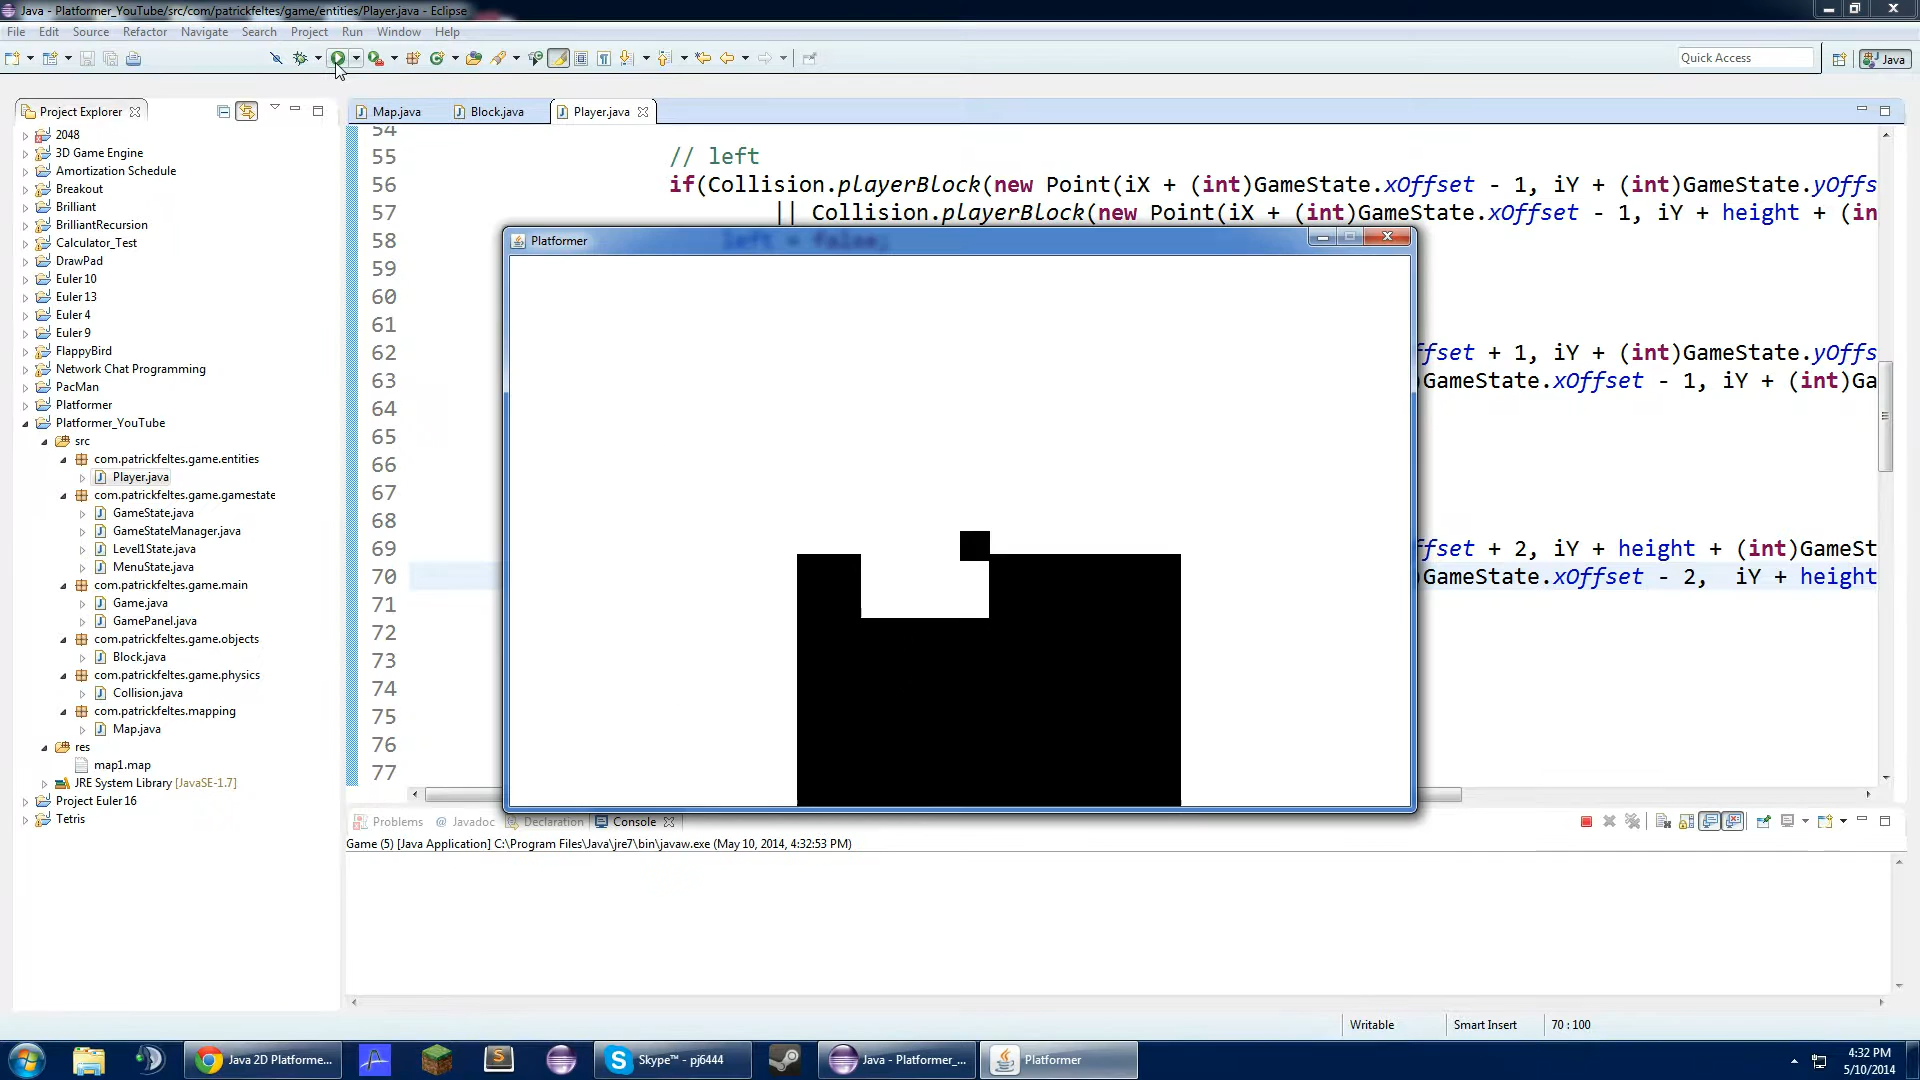 Java - Platformer_YouTube/src/com/patrickfeltes/game/entities/Player.java - Eclipse
File Edit Source Refactor Navigate Search Project Run Window Help
Quick Access
Java
Project Explorer
2048
3D Game Engine
Amortization Schedule
Breakout
Brilliant
BrilliantRecursion
Calculator_Test
DrawPad
Euler 10
Euler 13
Euler 4
Euler 9
FlappyBird
Network Chat Programming
PacMan
Platformer
Platformer_YouTube
src
com.patrickfeltes.game.entities
Player.java
com.patrickfeltes.game.gamestate
GameState.java
GameStateManager.java
Level1State.java
MenuState.java
com.patrickfeltes.game.main
Game.java
GamePanel.java
com.patrickfeltes.game.objects
Block.java
com.patrickfeltes.game.physics
Collision.java
com.patrickfeltes.mapping
Map.java
res
map1.map
JRE System Library [JavaSE-1.7]
Project Euler 16
Tetris
Map.java Block.java Player.java
54
55 // left
56 if(Collision.playerBlock(new Point(iX + (int)GameState.xOffset - 1, iY + (int)GameState.yOffs
57 || Collision.playerBlock(new Point(iX + (int)GameState.xOffset - 1, iY + height + (in
58 left = false;
59
60
61
62 ffset + 1, iY + (int)GameState.yOffs
63 )GameState.xOffset - 1, iY + (int)Ga
64
65
66
67
68
69 ffset + 2, iY + height + (int)GameSt
70 )GameState.xOffset - 2, iY + height
71
72
73
74
75
76
77
Platformer
Problems Javadoc Declaration Console
Game (5) [Java Application] C:\Program Files\Java\jre7\bin\javaw.exe (May 10, 2014, 4:32:53 PM)
Writable Smart Insert 70 : 100
Java 2D Platforme... Skype™ - pj6444 Java - Platformer_... Platformer
4:32 PM
5/10/2014